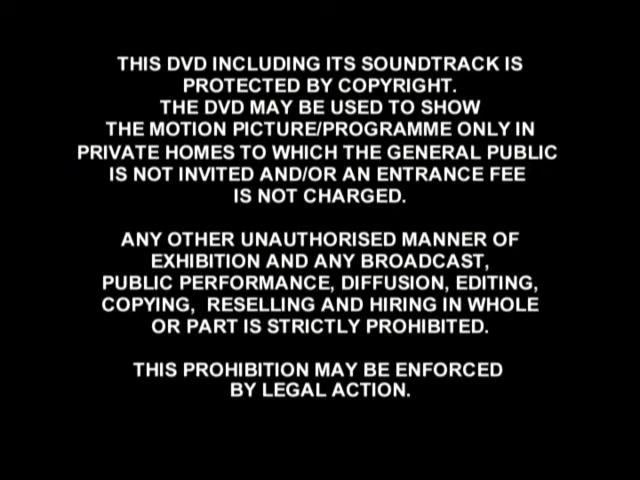 THIS DVD INCLUDING ITS SOUNDTRACK IS
PROTECTED BY COPYRIGHT.
THE DVD MAY BE USED TO SHOW
THE MOTION PICTURE/PROGRAMME ONLY IN
PRIVATE HOMES TO WHICH THE GENERAL PUBLIC
IS NOT INVITED AND/OR AN ENTRANCE FEE
IS NOT CHARGED.
ANY OTHER UNAUTHORISED MANNER OF
EXHIBITION AND ANY BROADCAST,
PUBLIC PERFORMANCE, DIFFUSION, EDITING,
COPYING, RESELLING AND HIRING IN WHOLE
OR PART IS STRICTLY PROHIBITED.
THIS PROHIBITION MAY BE ENFORCED
BY LEGAL ACTION.